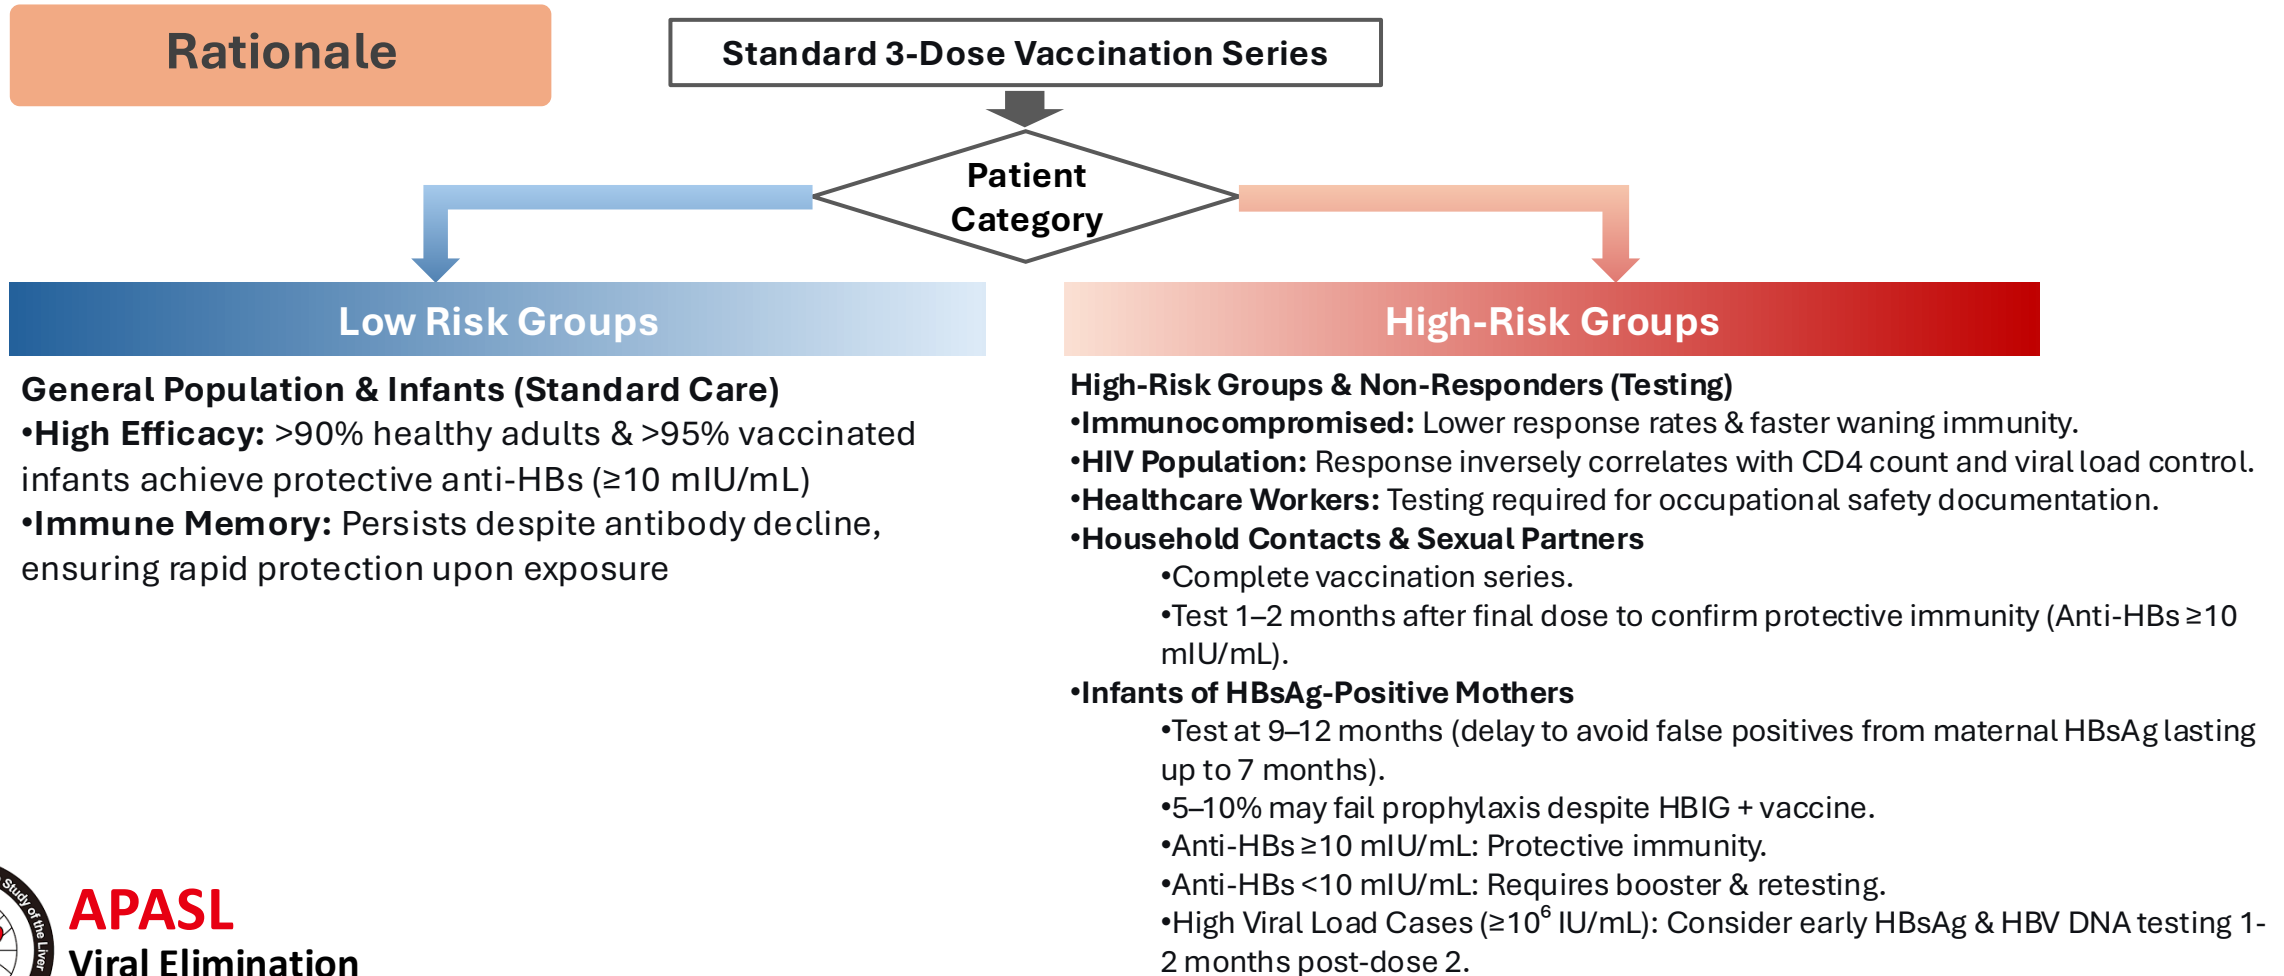 Rationale
Standard 3-Dose Vaccination Series
Patient
Category
Low Risk Groups
General Population & Infants (Standard Care)
•High Efficacy: >90% healthy adults & >95% vaccinated
infants achieve protective anti-HBs (≥10 mIU/mL)
•Immune Memory: Persists despite antibody decline,
ensuring rapid protection upon exposure
High-Risk Groups
High-Risk Groups & Non-Responders (Testing)
•Immunocompromised: Lower response rates & faster waning immunity.
•HIV Population: Response inversely correlates with CD4 count and viral load control.
•Healthcare Workers: Testing required for occupational safety documentation.
•Household Contacts & Sexual Partners
•Complete vaccination series.
•Test 1–2 months after final dose to confirm protective immunity (Anti-HBs ≥10
mIU/mL).
•Infants of HBsAg-Positive Mothers
•Test at 9–12 months (delay to avoid false positives from maternal HBsAg lasting
up to 7 months).
•5–10% may fail prophylaxis despite HBIG + vaccine.
•Anti-HBs ≥10 mIU/mL: Protective immunity.
•Anti-HBs <10 mIU/mL: Requires booster & retesting.
•High Viral Load Cases (≥10⁶ IU/mL): Consider early HBsAg & HBV DNA testing 1-
2 months post-dose 2.
Study of the Liver
APASL
Viral Elimination